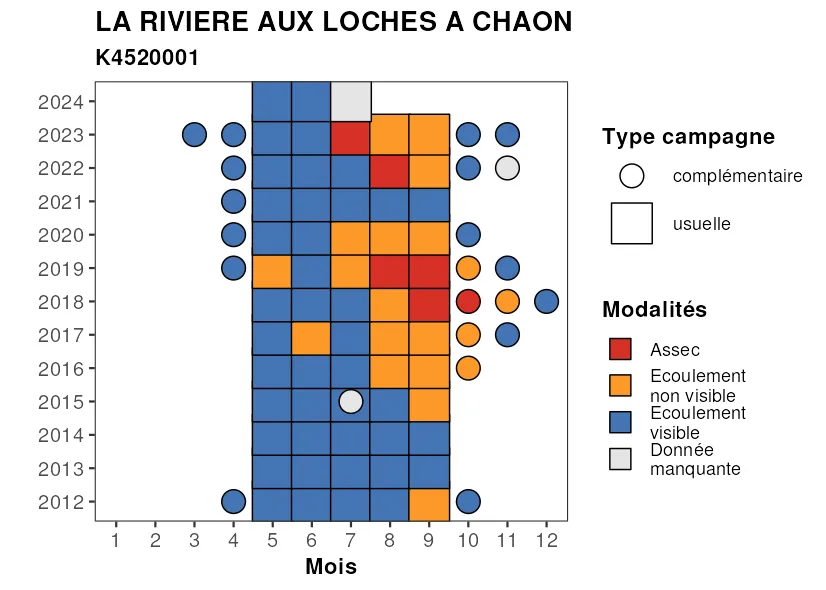 LA RIVIERE AUX LOCHES A CHAON
K4520001
2024
2023
2022
2021
2020
2019
2018
2017
2016
2015
2014
2013
2012
1 2 3 4 5 6 7 8 9 10 11 12
Mois
Type campagne
complémentaire
usuelle
Modalités
Assec
Ecoulement
non visible
Ecoulement
visible
Donnée
manquante